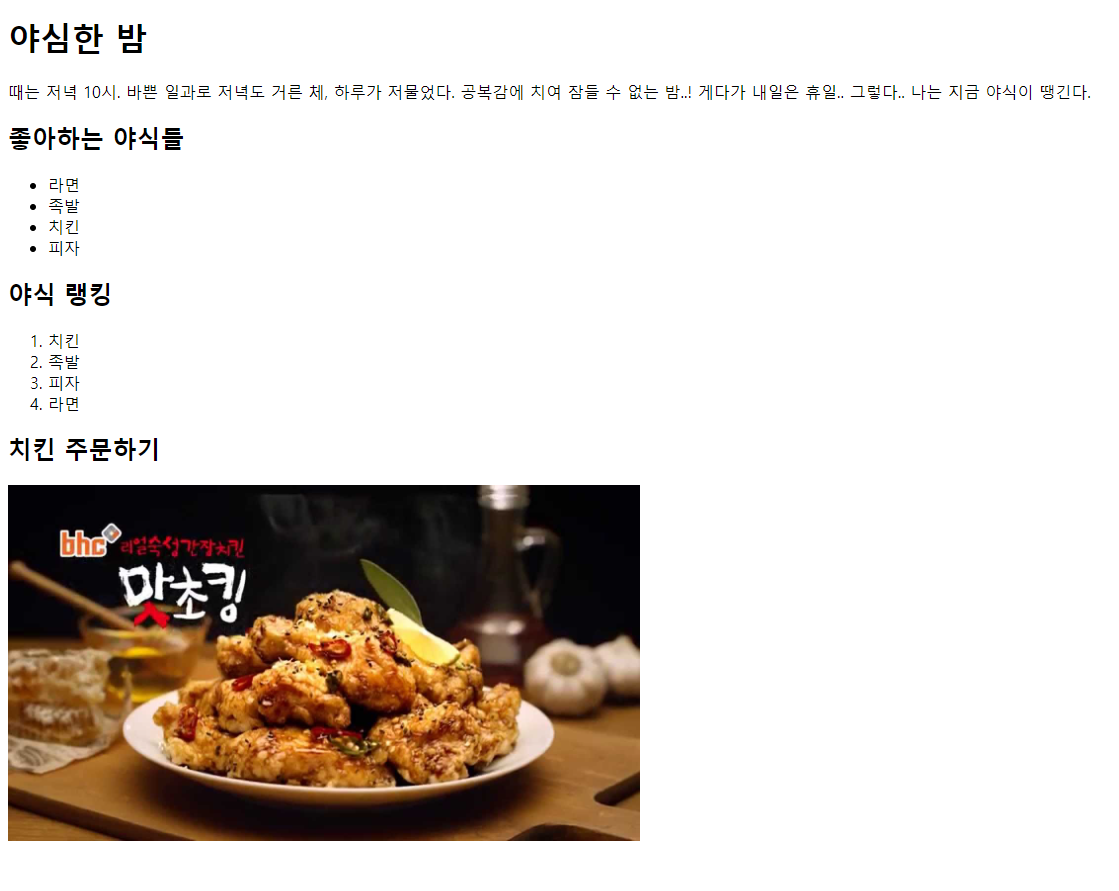 야심한 밤
때는 저녁 10시. 바쁜 일과로 저녁도 거른 체, 하루가 저물었다. 공복감에 치여 잠들 수 없는 밤..! 게다가 내일은 휴일.. 그렇다.. 나는 지금 야식이 땡긴다.
좋아하는 야식들
• 라면
• 족발
• 치킨
• 피자
야식 랭킹
1. 치킨
2. 족발
3. 피자
4. 라면
치킨 주문하기
bhc 리얼숙성간장치킨
맛초킹